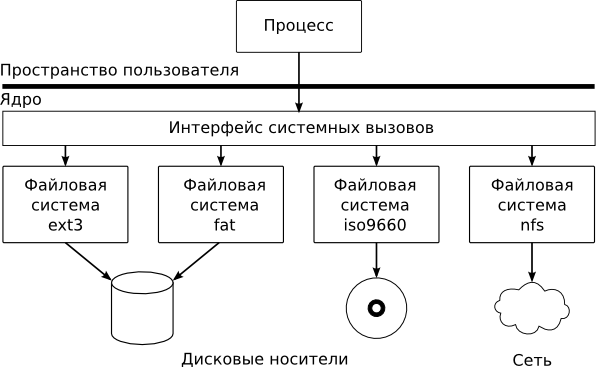 Процесс
Пространство пользователя
Ядро
Интерфейс системных вызовов
Файловая
система
ext3
Файловая
система
fat
Файловая
система
iso9660
Файловая
система
nfs
Дисковые носители
Сеть